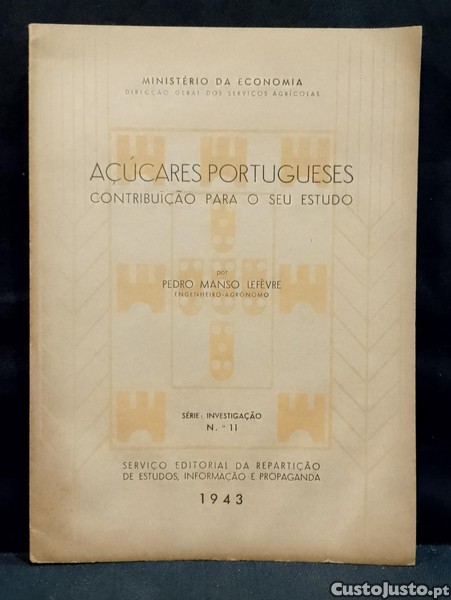 MINISTÉRIO DA ECONOMIA
DIRECÇÃO GERAL DOS SERVIÇOS AGRÍCOLAS
AÇÚCARES PORTUGUESES
CONTRIBUIÇÃO PARA O SEU ESTUDO
por
PEDRO MANSO LEFÈVRE
ENGENHEIRO-AGRÓNOMO
SÉRIE: INVESTIGAÇÃO
N.º 11
SERVIÇO EDITORIAL DA REPARTIÇÃO
DE ESTUDOS, INFORMAÇÃO E PROPAGANDA
1943
CustoJusto.pt